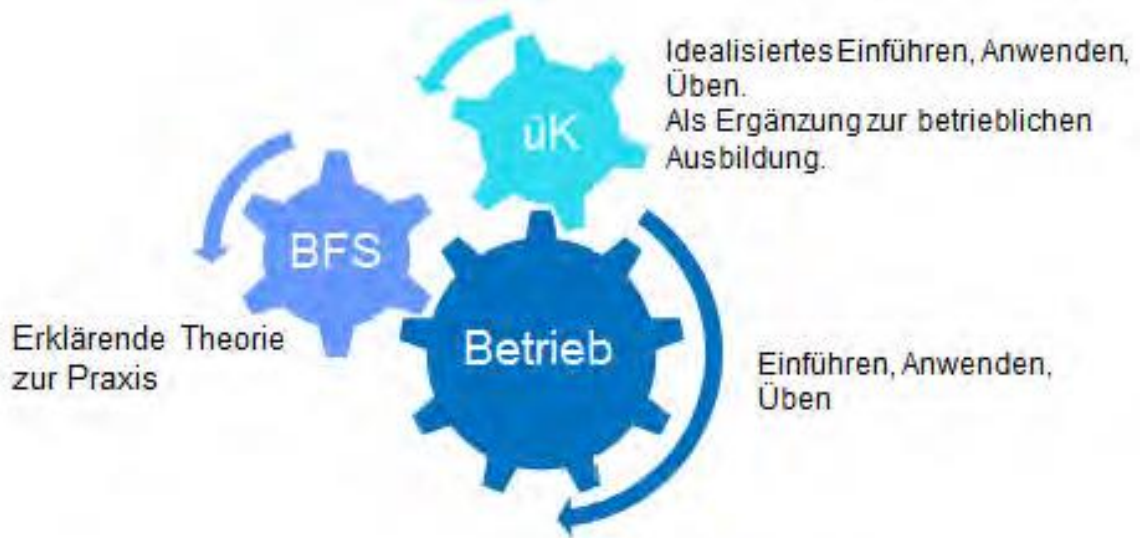 üK
Idealisiertes Einführen, Anwenden,
Üben.
Als Ergänzung zur betrieblichen
Ausbildung.
BFS
Erklärende Theorie
zur Praxis
Betrieb
Einführen, Anwenden,
Üben